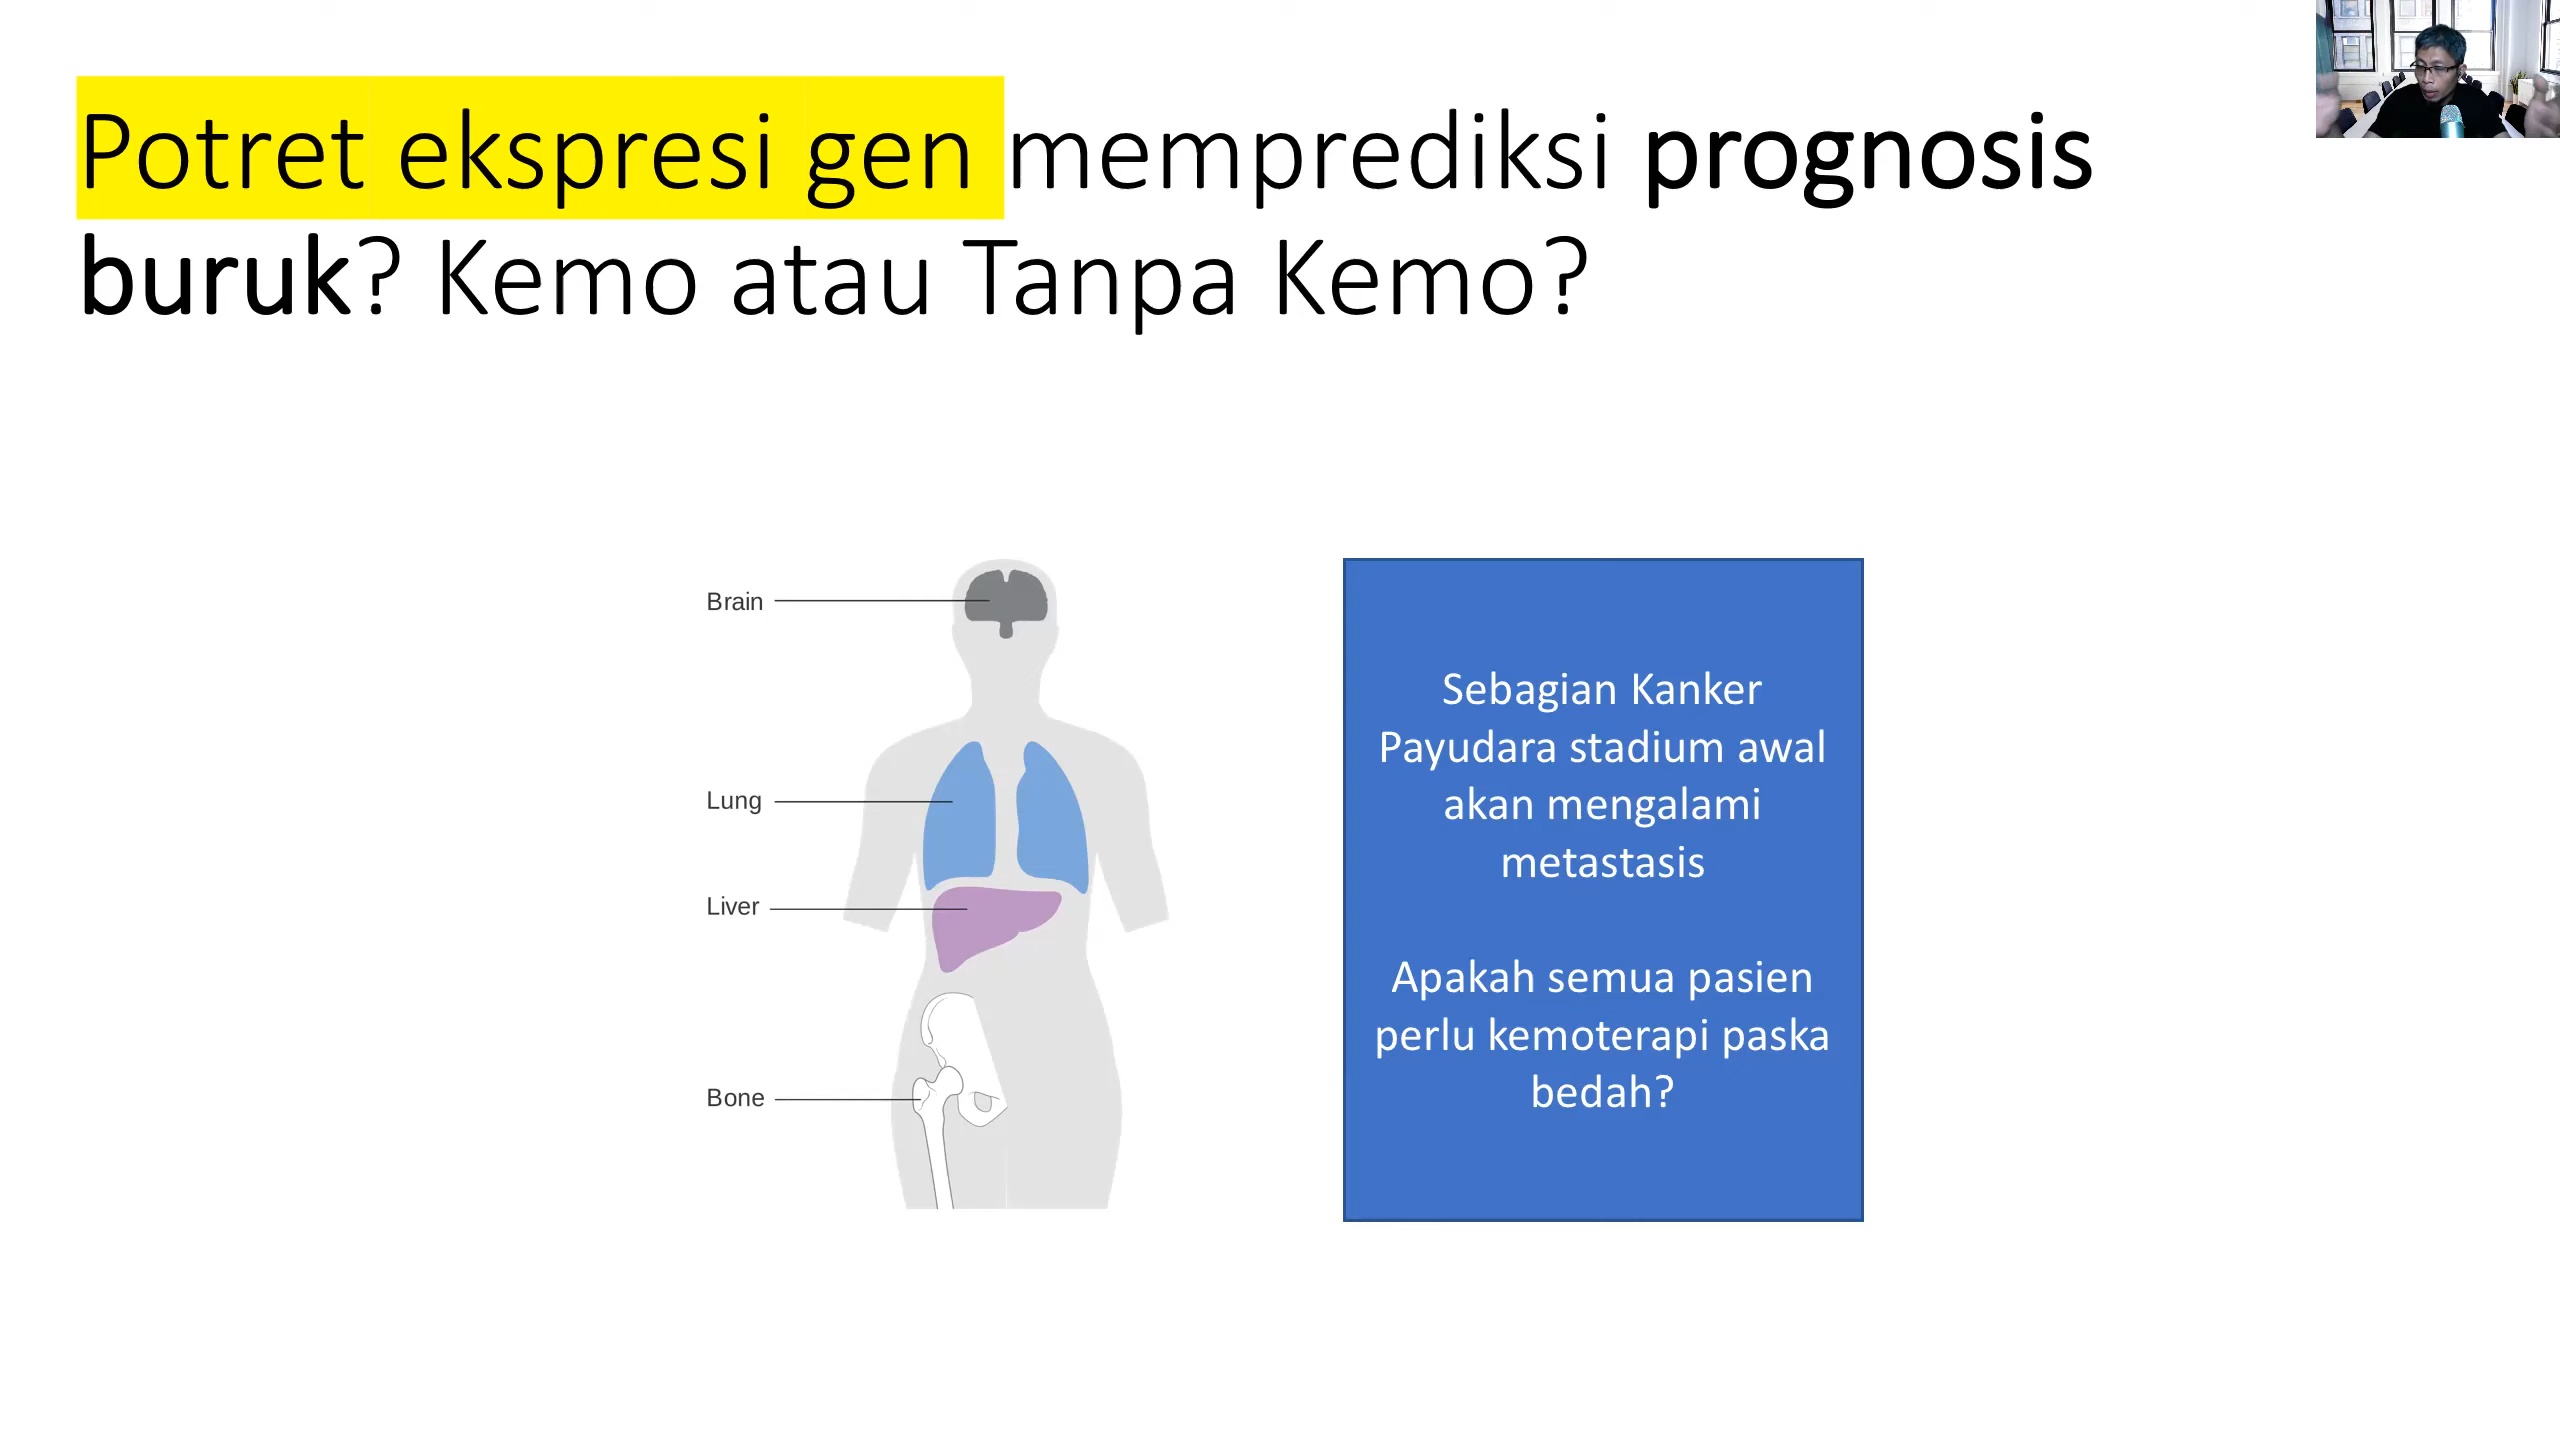 Potret ekspresi gen memprediksi prognosis
buruk? Kemo atau Tanpa Kemo?
Brain
Lung
Liver
Bone
Sebagian Kanker
Payudara stadium awal
akan mengalami
metastasis
Apakah semua pasien
perlu kemoterapi paska
bedah?